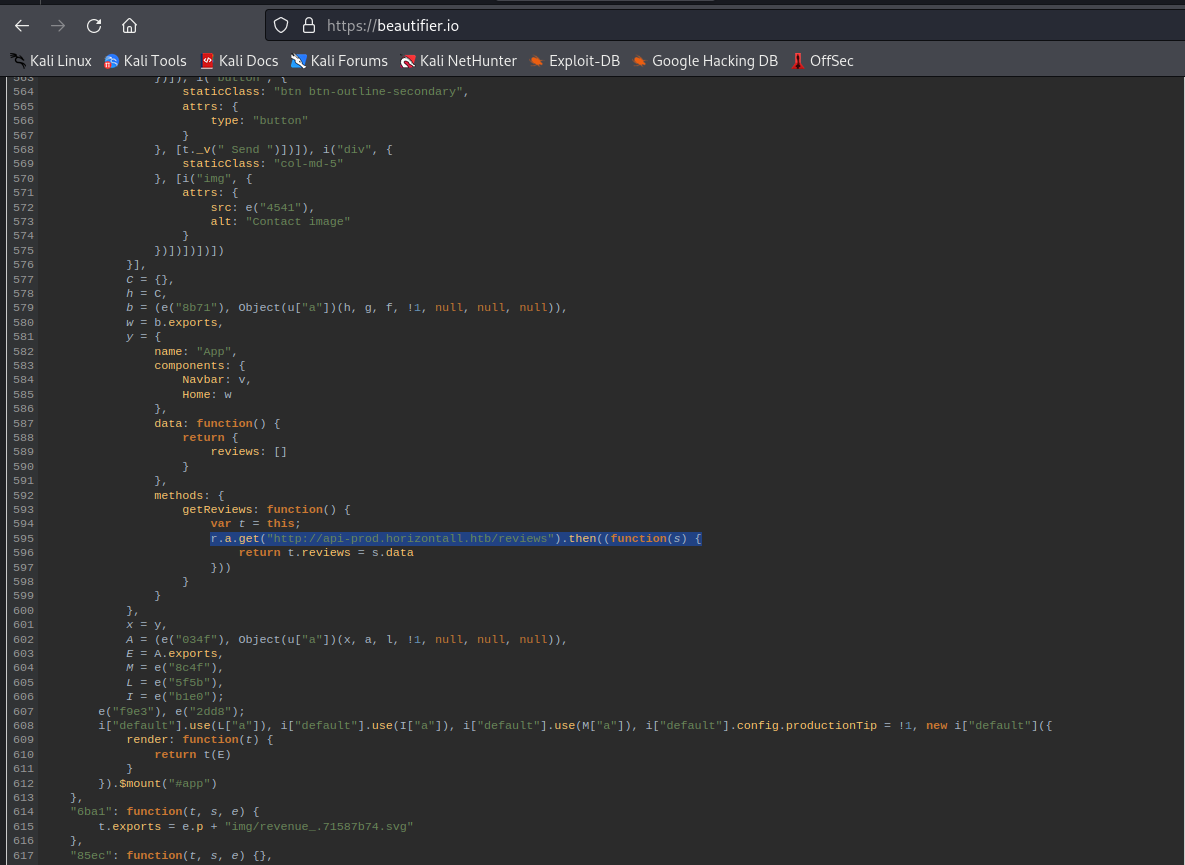 https://beautifier.io
Kali Linux Kali Tools Kali Docs Kali Forums Kali NetHunter Exploit-DB Google Hacking DB OffSec
563 })]), i("button", {
564 staticClass: "btn btn-outline-secondary",
565 attrs: {
566 type: "button"
567 }
568 }, [t._v(" Send ")])]), i("div", {
569 staticClass: "col-md-5"
570 }, [i("img", {
571 attrs: {
572 src: e("4541"),
573 alt: "Contact image"
574 }
575 })])])])])
576 }],
577 C = {},
578 h = C,
579 b = (e("8b71"), Object(u["a"])(h, g, f, !1, null, null, null)),
580 w = b.exports,
581 y = {
582 name: "App",
583 components: {
584 Navbar: v,
585 Home: w
586 },
587 data: function() {
588 return {
589 reviews: []
590 }
591 },
592 methods: {
593 getReviews: function() {
594 var t = this;
595 r.a.get("http://api-prod.horizontall.htb/reviews").then((function(s) {
596 return t.reviews = s.data
597 }))
598 }
599 }
600 },
601 x = y,
602 A = (e("034f"), Object(u["a"])(x, a, l, !1, null, null, null)),
603 E = A.exports,
604 M = e("8c4f"),
605 L = e("5f5b"),
606 I = e("b1e0");
607 e("f9e3"), e("2dd8");
608 i["default"].use(L["a"]), i["default"].use(I["a"]), i["default"].use(M["a"]), i["default"].config.productionTip = !1, new i["default"]({
609 render: function(t) {
610 return t(E)
611 }
612 }).$mount("#app")
613 },
614 "6ba1": function(t, s, e) {
615 t.exports = e.p + "img/revenue_.71587b74.svg"
616 },
617 "85ec": function(t, s, e) {},